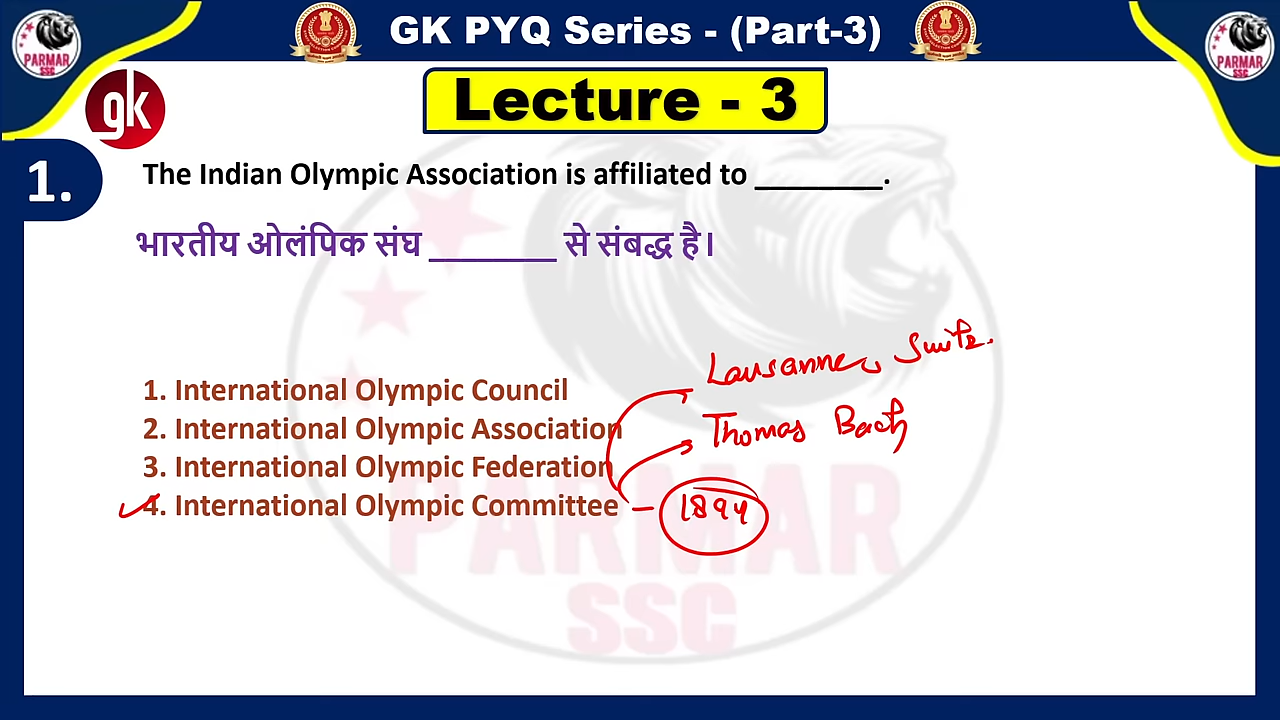 GK PYQ Series - (Part-3)
PARMAR
SSC
PARMAR
SSC
gk
Lecture - 3
1.
The Indian Olympic Association is affiliated to ________.
भारतीय ओलंपिक संघ _______ से संबद्ध है।
Lausanne, Switz.
1. International Olympic Council
Thomas Bach
2. International Olympic Association
3. International Olympic Federation
4. International Olympic Committee – 1894
PARMAR
SSC